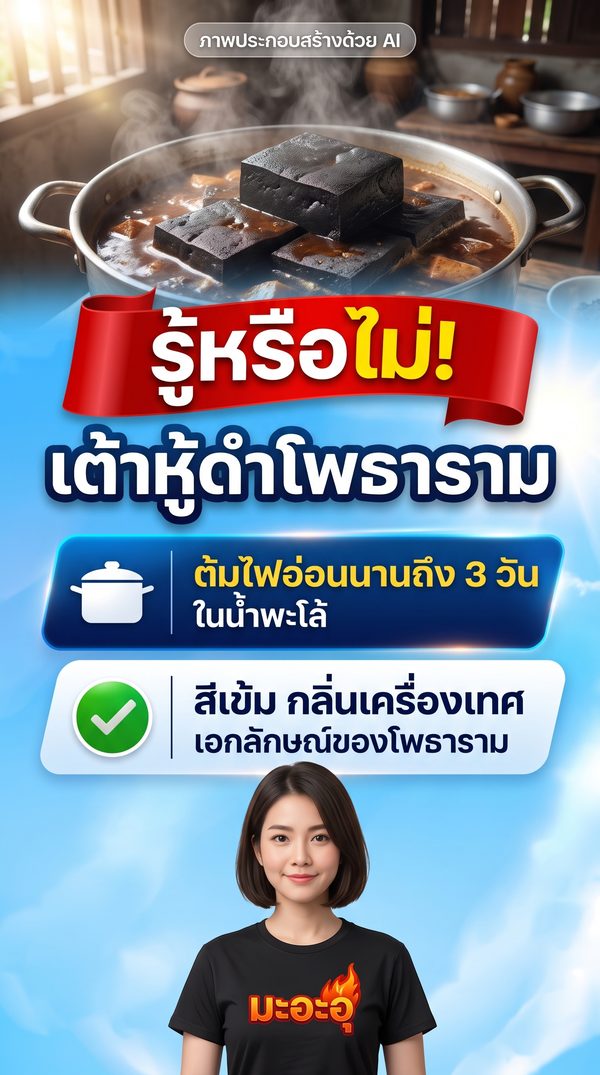 ภาพประกอบสร้างด้วย AI
รู้หรือไม่!
เต้าหู้ดำโพธาราม
ต้มไฟอ่อนนานถึง 3 วัน
ในน้ำพะโล้
สีเข้ม กลิ่นเครื่องเทศ
เอกลักษณ์ของโพธาราม
มะอะอุ